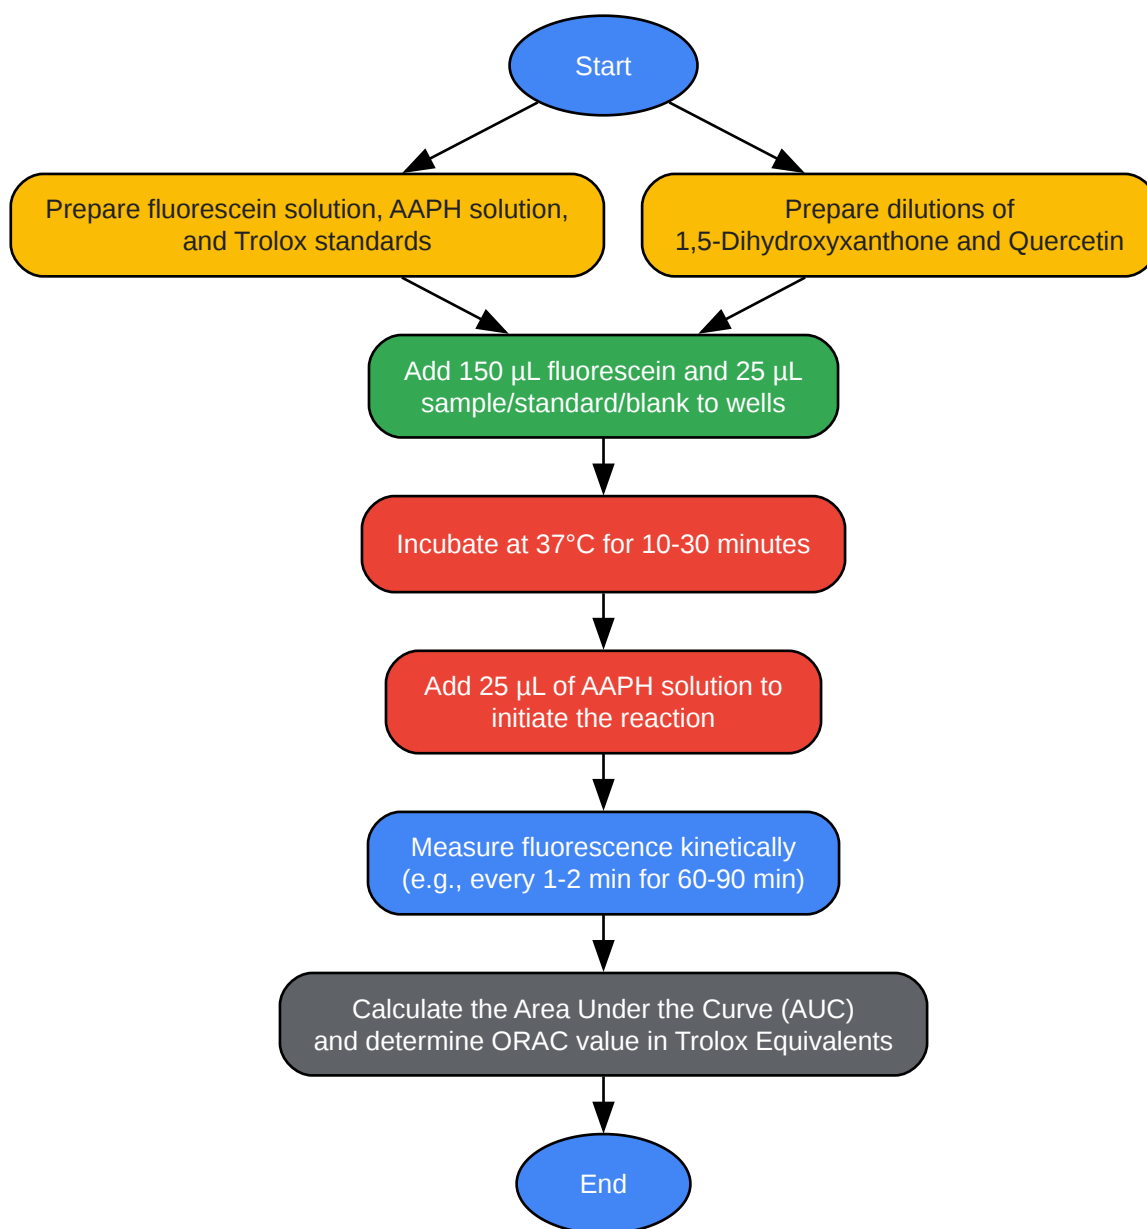 Start
Prepare fluorescein solution, AAPH solution,
and Trolox standards
Prepare dilutions of
1,5-Dihydroxyxanthone and Quercetin
Add 150 µL fluorescein and 25 µL
sample/standard/blank to wells
Incubate at 37°C for 10-30 minutes
Add 25 µL of AAPH solution to
initiate the reaction
Measure fluorescence kinetically
(e.g., every 1-2 min for 60-90 min)
Calculate the Area Under the Curve (AUC)
and determine ORAC value in Trolox Equivalents
End